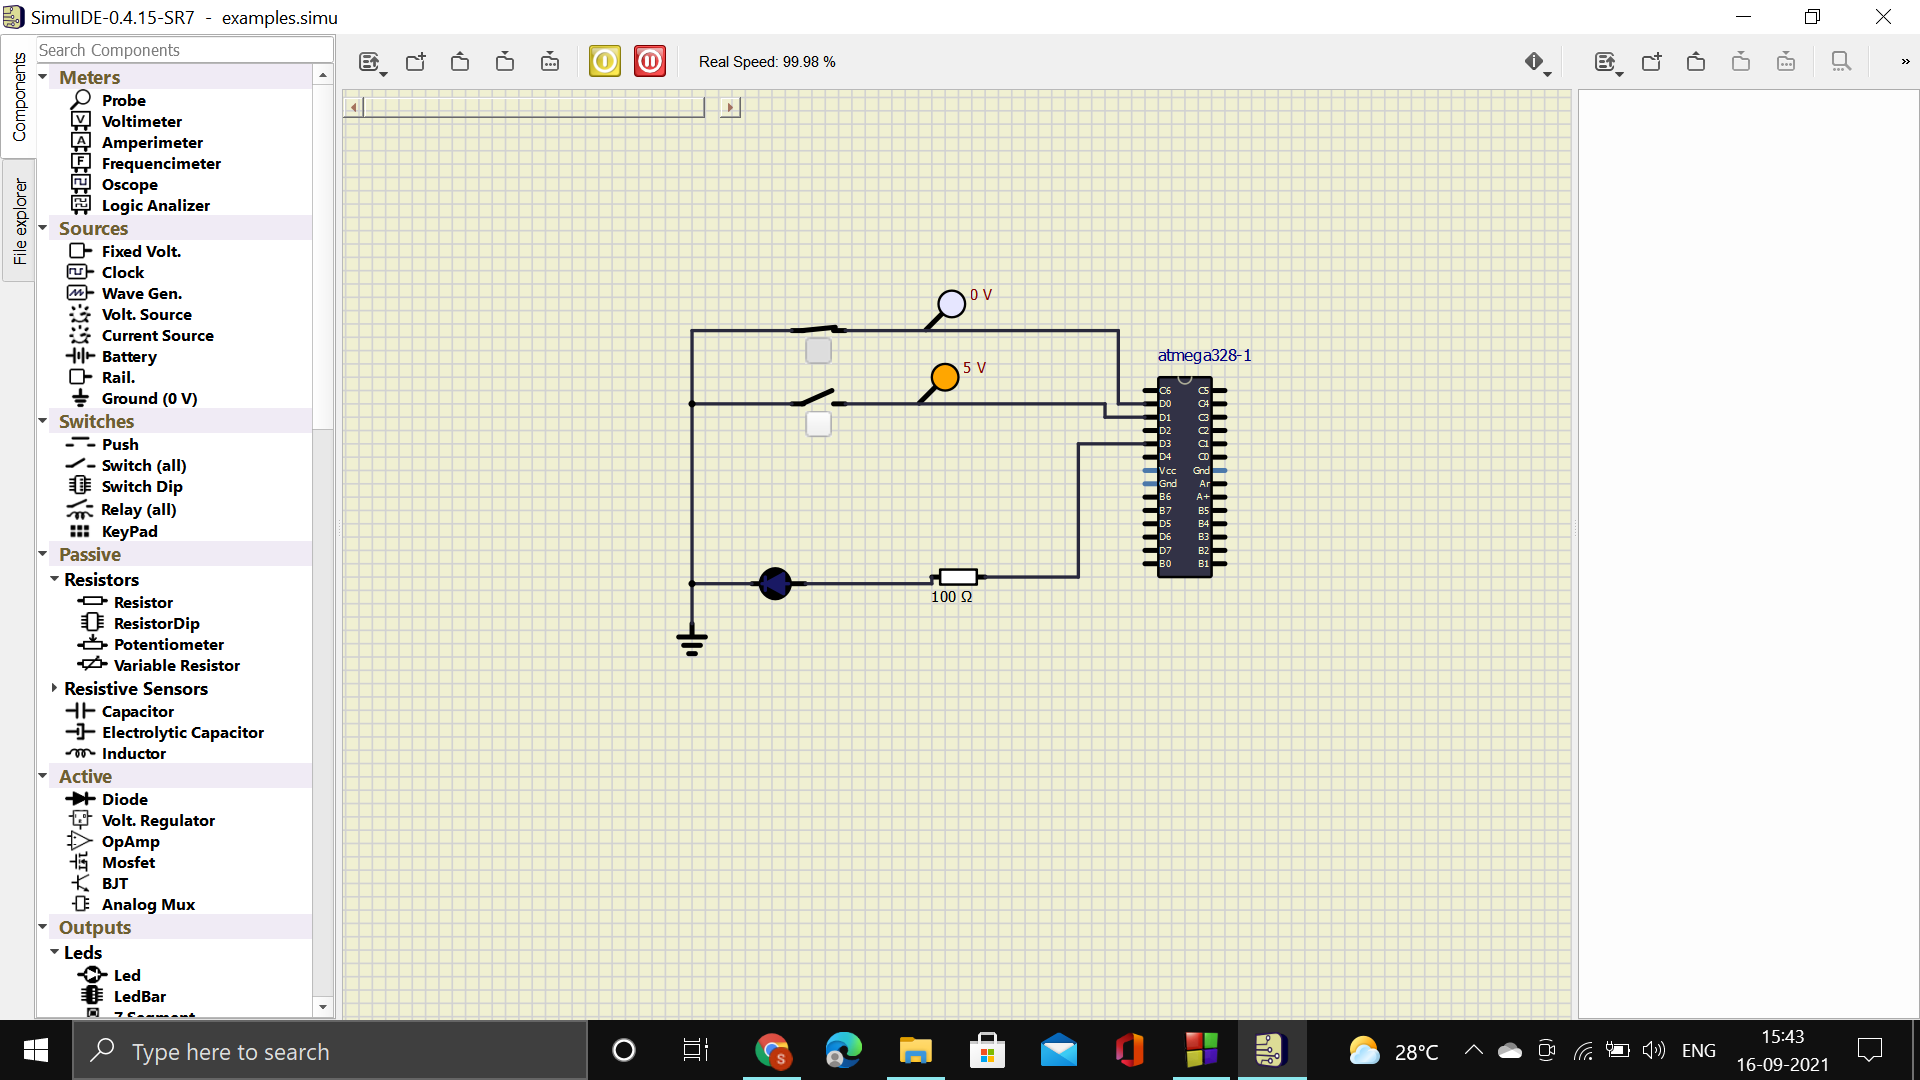 SimulIDE-0.4.15-SR7 - examples.simu
Components
File explorer
Search Components
Meters
Probe
Voltimeter
Amperimeter
Frequencimeter
Oscope
Logic Analizer
Sources
Fixed Volt.
Clock
Wave Gen.
Volt. Source
Current Source
Battery
Rail.
Ground (0 V)
Switches
Push
Switch (all)
Switch Dip
Relay (all)
KeyPad
Passive
Resistors
Resistor
ResistorDip
Potentiometer
Variable Resistor
Resistive Sensors
Capacitor
Electrolytic Capacitor
Inductor
Active
Diode
Volt. Regulator
OpAmp
Mosfet
BJT
Analog Mux
Outputs
Leds
Led
LedBar
7 Segment
Real Speed: 99.98 %
»
0 V
5 V
atmega328-1
C6 C5
D0 C4
D1 C3
D2 C2
D3 C1
D4 C0
Vcc Gnd
Gnd Ar
B6 A+
B7 B5
D5 B4
D6 B3
D7 B2
B0 B1
100 Ω
Type here to search
S
28°C
ENG
15:43
16-09-2021